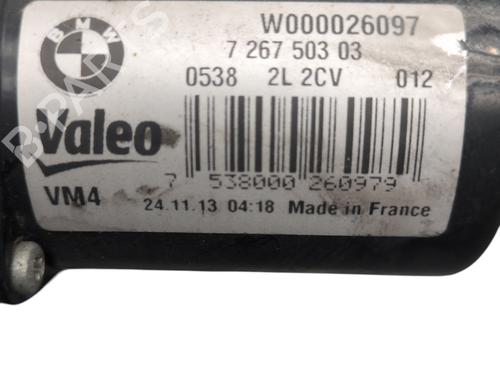 W000026097
7 267 503 03
0538 2L 2CV 012
Valeo
7 538000 260979
VM4
24.11.13 04:18 Made in France
B-PARTS